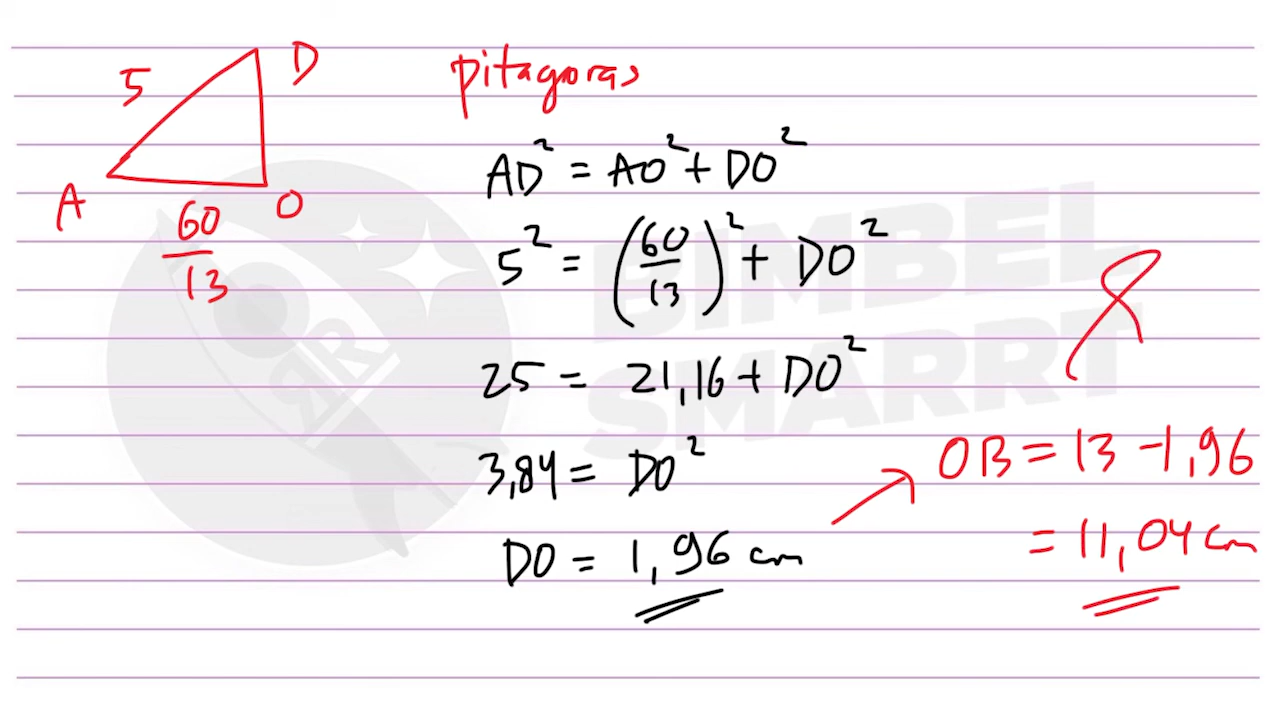 5 D
A O
60
13
pitagoras
AD² = AO² + DO²
5² = (60/13)² + DO²
25 = 21,16 + DO²
3,84 = DO²
DO = 1,96 cm
OB = 13 - 1,96
= 11,04 cm
BIMBEL
SMARRT